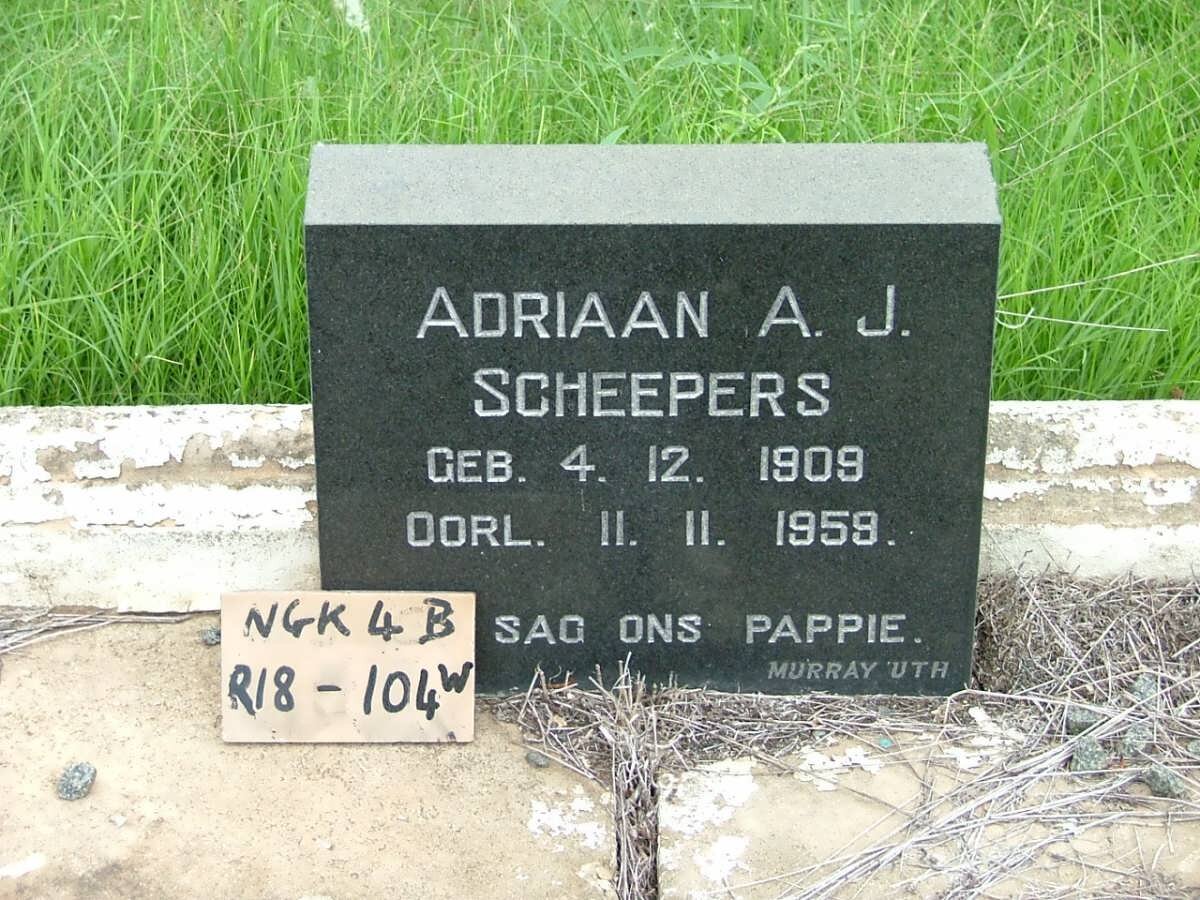 ADRIAAN A. J.
SCHEEPERS
GEB. 4. 12. 1909
OORL. 11. 11. 1959.
SAG ONS PAPPIE.
MURRAY UTH
NGK 4 B
R18 - 104W